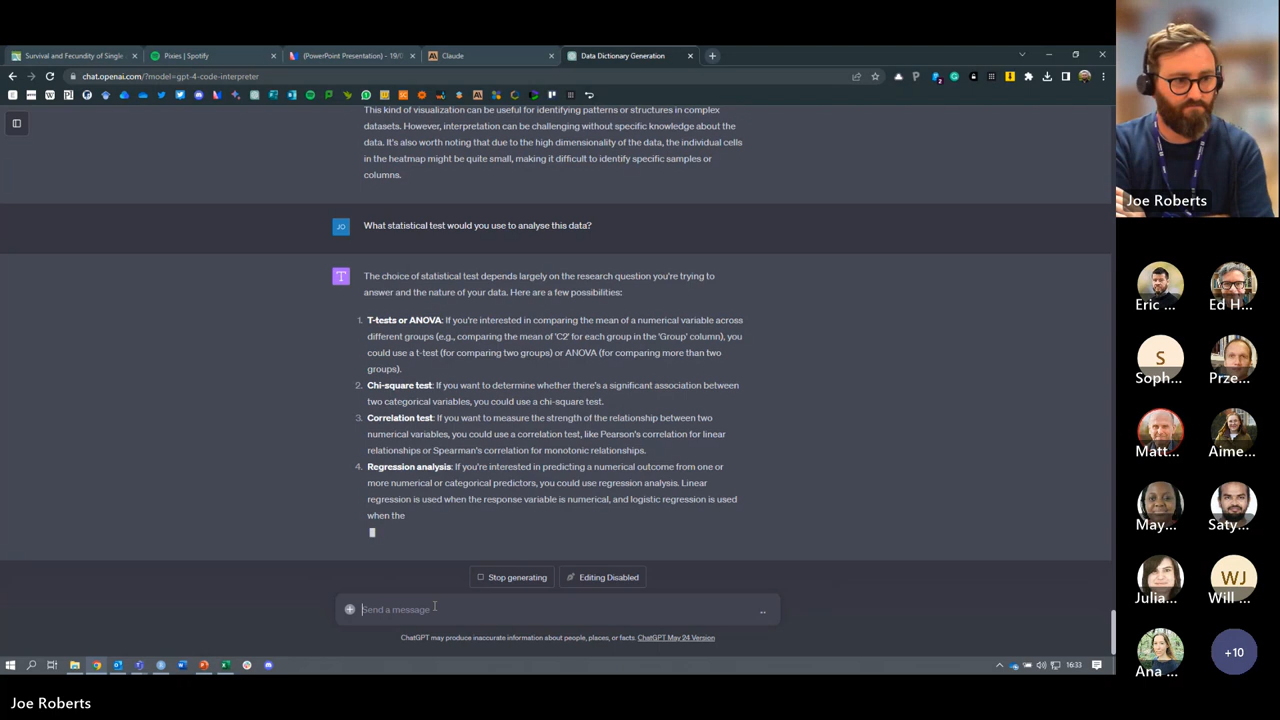 Survival and Fecundity of Single
Pixies | Spotify
(PowerPoint Presentation) - 19/0
Claude
Data Dictionary Generation
chat.openai.com/?model=gpt-4-code-interpreter
This kind of visualization can be useful for identifying patterns or structures in complex
datasets. However, interpretation can be challenging without specific knowledge about the
data. It's also worth noting that due to the high dimensionality of the data, the individual cells
in the heatmap might be quite small, making it difficult to identify specific samples or
columns.
JO
What statistical test would you use to analyse this data?
T
The choice of statistical test depends largely on the research question you're trying to
answer and the nature of your data. Here are a few possibilities:
1. T-tests or ANOVA: If you're interested in comparing the mean of a numerical variable across
different groups (e.g., comparing the mean of 'C2' for each group in the 'Group' column), you
could use a t-test (for comparing two groups) or ANOVA (for comparing more than two
groups).
2. Chi-square test: If you want to determine whether there's a significant association between
two categorical variables, you could use a chi-square test.
3. Correlation test: If you want to measure the strength of the relationship between two
numerical variables, you could use a correlation test, like Pearson's correlation for linear
relationships or Spearman's correlation for monotonic relationships.
4. Regression analysis: If you're interested in predicting a numerical outcome from one or
more numerical or categorical predictors, you could use regression analysis. Linear
regression is used when the response variable is numerical, and logistic regression is used
when the
Stop generating
Editing Disabled
Send a message
ChatGPT may produce inaccurate information about people, places, or facts. ChatGPT May 24 Version
16:33
Joe Roberts
Joe Roberts
Eric ...
Ed H...
S
Soph...
Prze...
Matt...
Aime...
May...
Saty...
Julia...
WJ
Will ...
Ana ...
+10